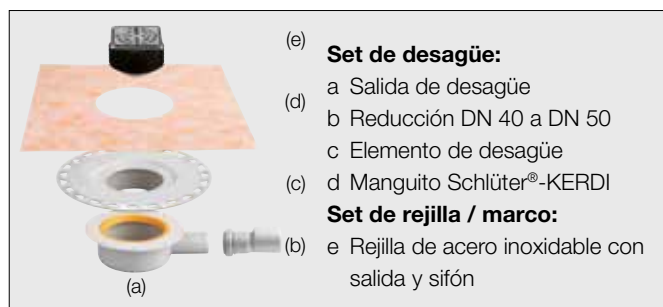 (e)
Set de desagüe:
a Salida de desagüe
(d)
b Reducción DN 40 a DN 50
c Elemento de desagüe
(c)
d Manguito Schlüter®-KERDI
Set de rejilla / marco:
(b)
e Rejilla de acero inoxidable con
salida y sifón
(a)